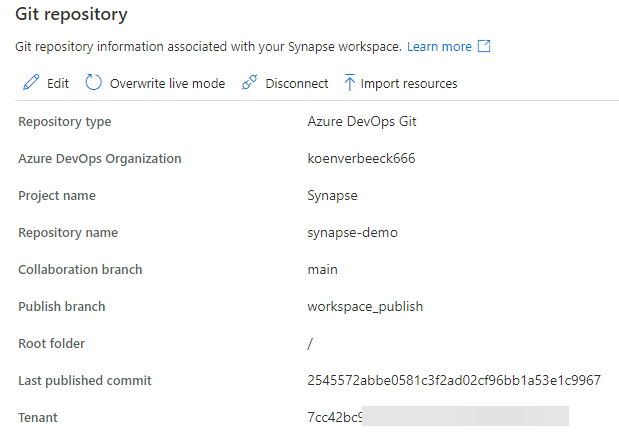 Git repository
Git repository information associated with your Synapse workspace. Learn more
Edit Overwrite live mode Disconnect Import resources
Repository type Azure DevOps Git
Azure DevOps Organization koenverbeeck666
Project name Synapse
Repository name synapse-demo
Collaboration branch main
Publish branch workspace_publish
Root folder /
Last published commit 2545572abbe0581c3f2ad02cf96bb1a53e1c9967
Tenant 7cc42bc9